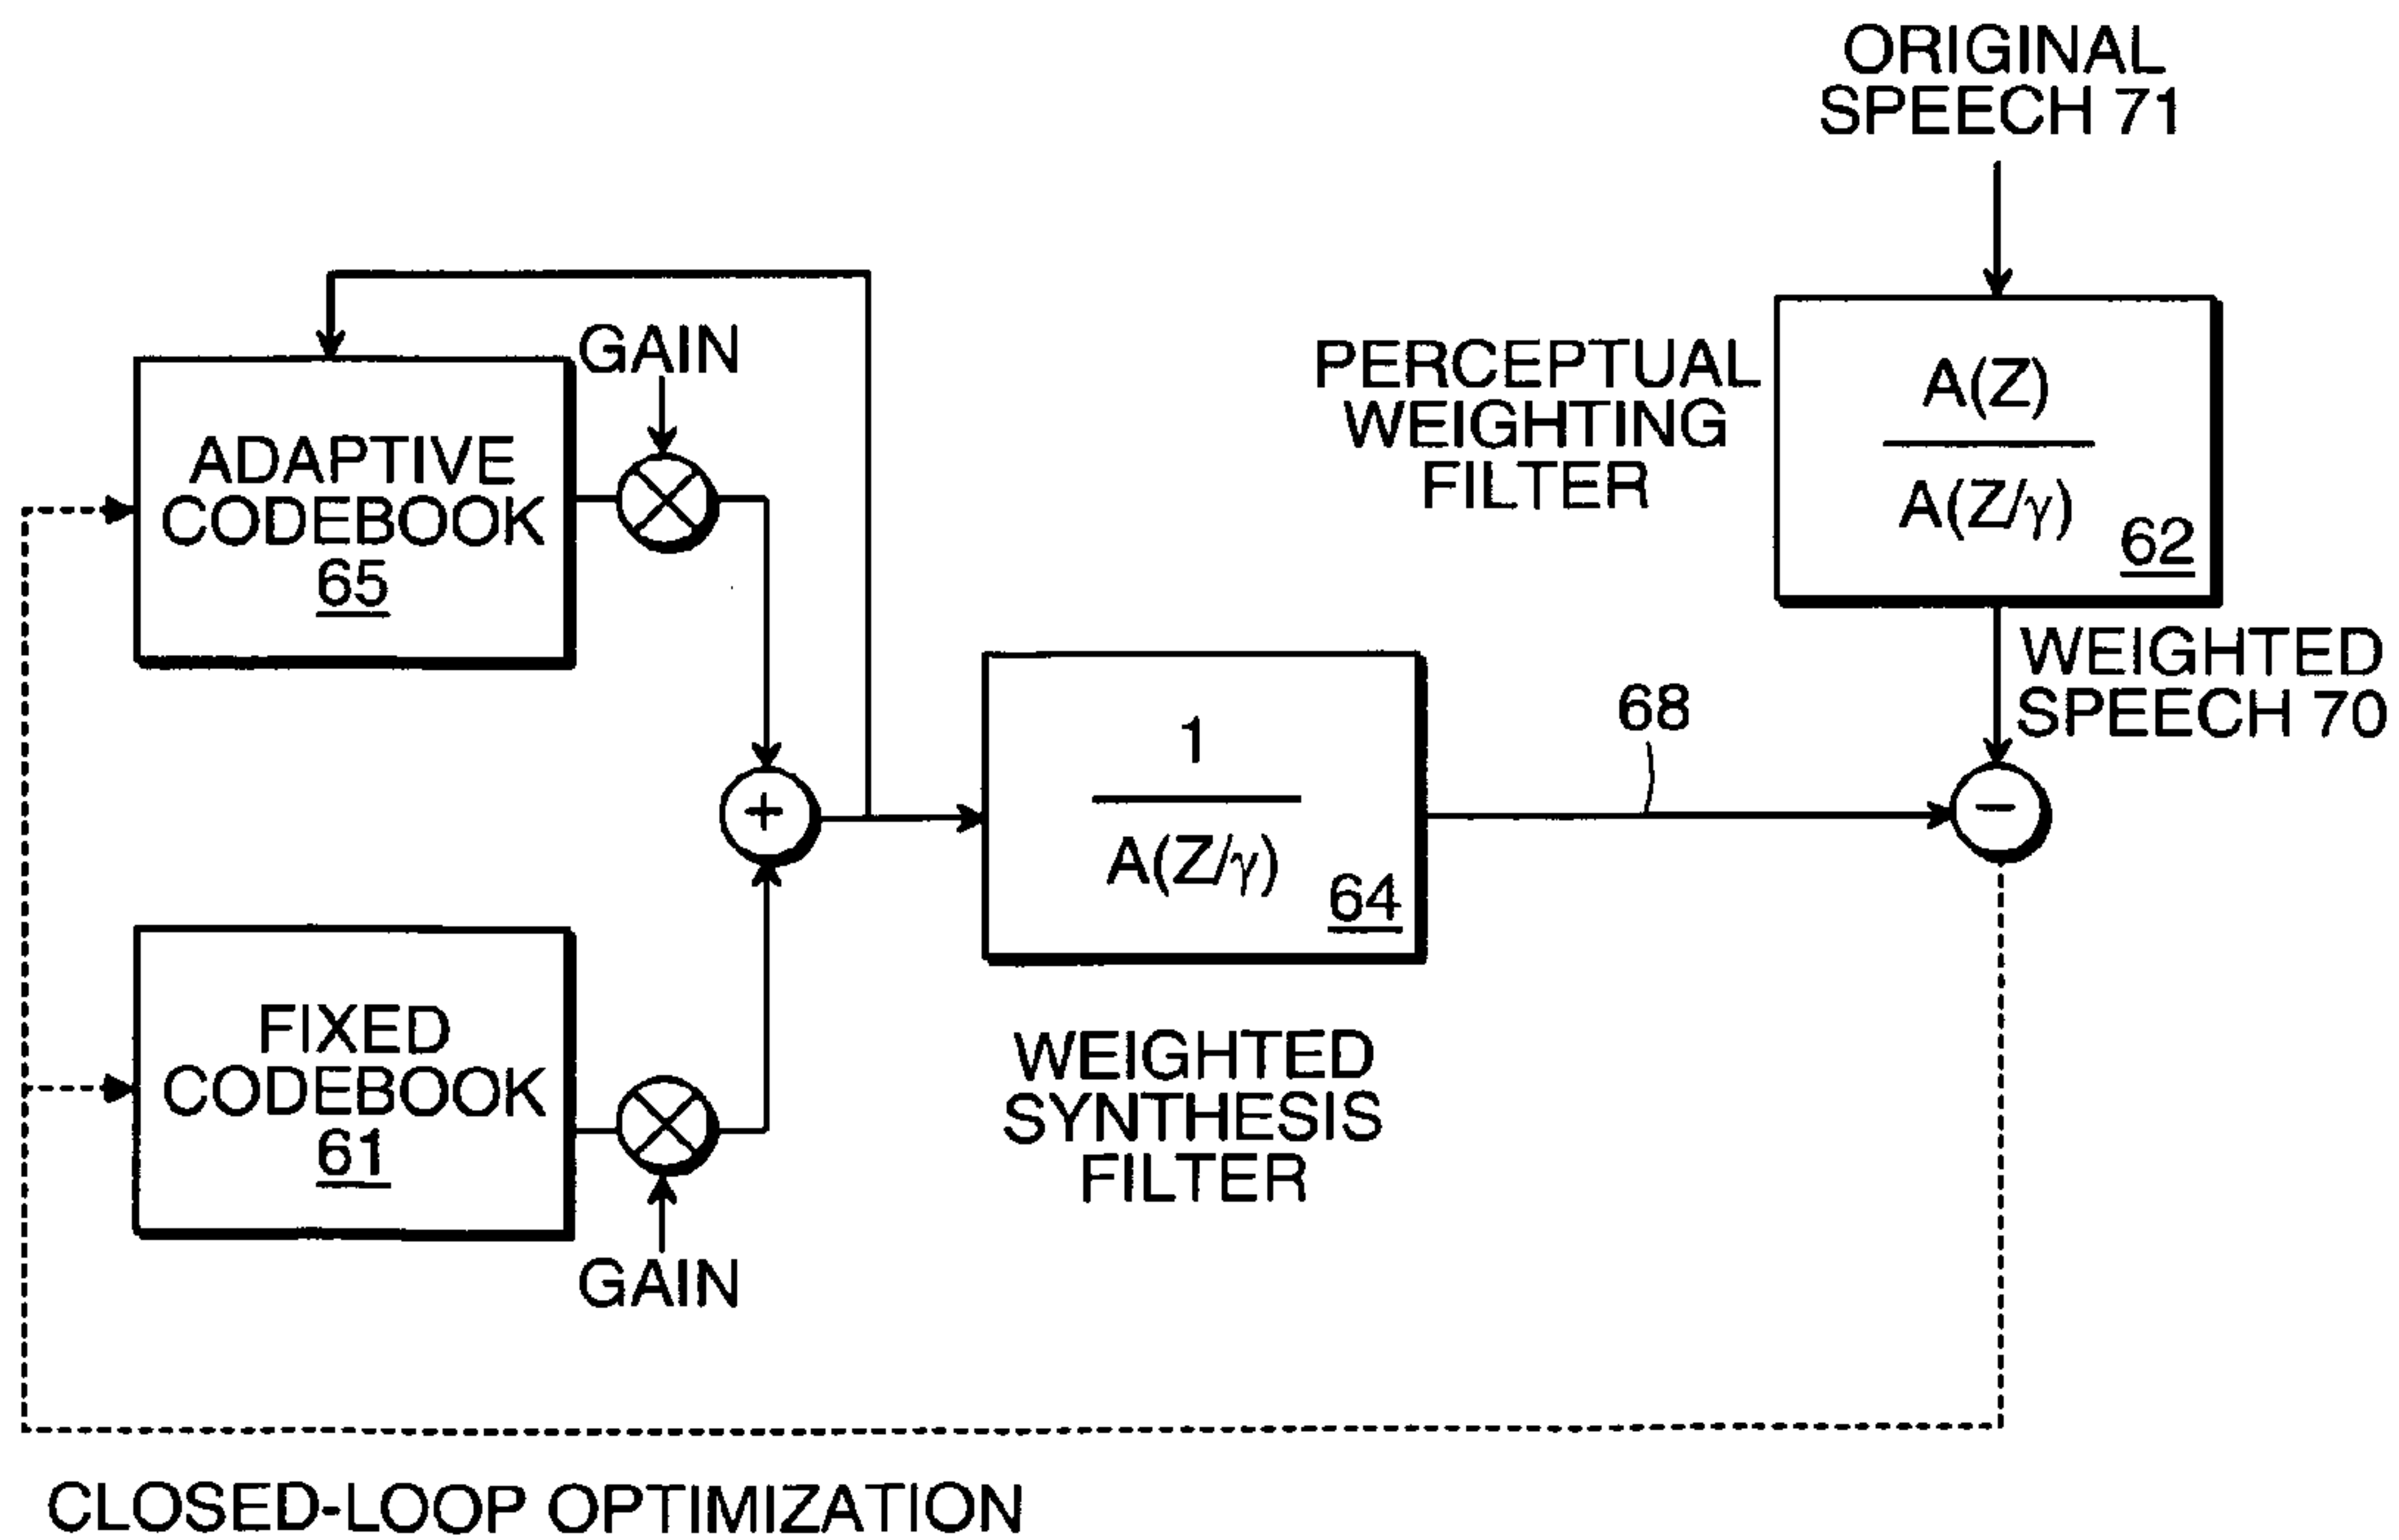 ORIGINAL
SPEECH 71
GAIN
PERCEPTUAL
WEIGHTING
FILTER
A(Z)
A(Z/γ)
62
ADAPTIVE
CODEBOOK
65
WEIGHTED
SPEECH 70
68
+
1
A(Z/γ)
64
−
FIXED
CODEBOOK
61
WEIGHTED
SYNTHESIS
FILTER
GAIN
CLOSED-LOOP OPTIMIZATION